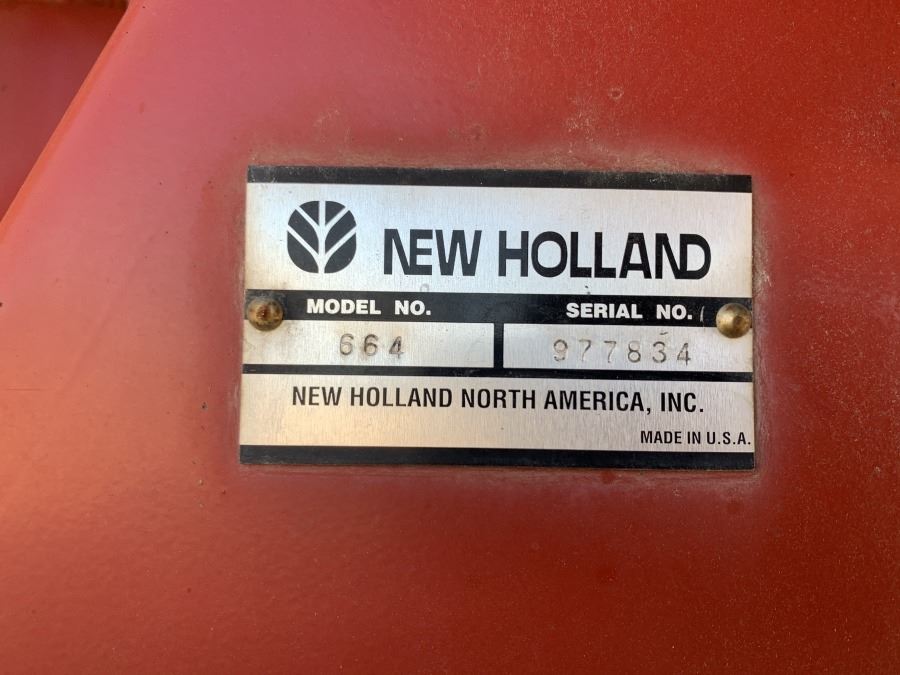 NEW HOLLAND
MODEL NO. SERIAL NO.
664 977834
NEW HOLLAND NORTH AMERICA, INC.
MADE IN U.S.A.